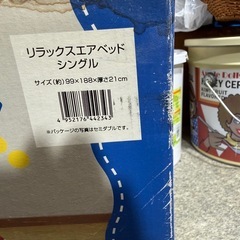 リラックスエアベッド
シングル
サイズ(約)99×188×厚さ21cm
4 952176 442343
※パッケージの写真はセミダブルです。